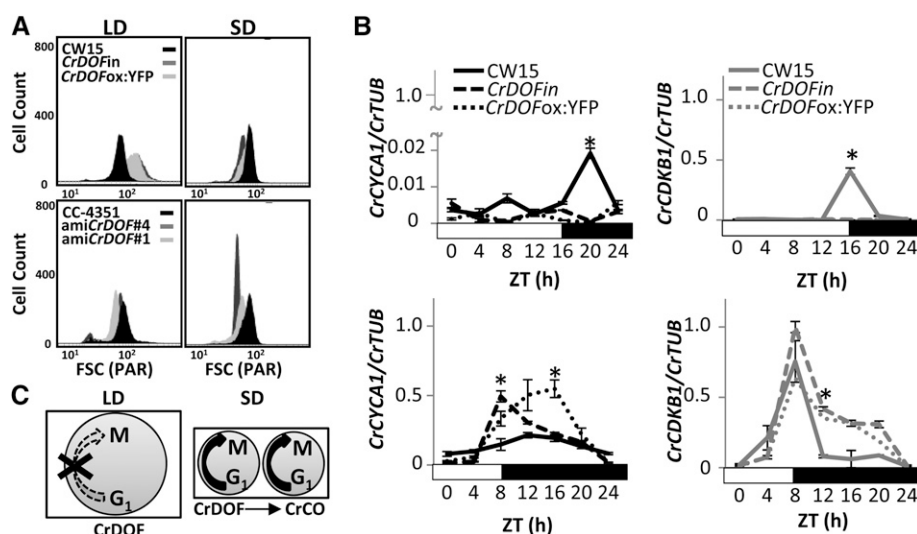 A
LD
SD
CW15
CrDOFin
CrDOFox:YFP
Cell Count
800
400
0
10¹ 10² 10¹ 10²
CC-4351
amiCrDOF#4
amiCrDOF#1
Cell Count
800
400
0
10¹ 10² 10¹ 10²
FSC (PAR) FSC (PAR)
B
CW15
CrDOFin
CrDOFox:YFP
CrCYCA1/CrTUB
1.0
0.02
0.01
0
*
0 4 8 12 16 20 24
ZT (h)
CW15
CrDOFin
CrDOFox:YFP
CrCDKB1/CrTUB
1.0
0.5
0
*
0 4 8 12 16 20 24
ZT (h)
CrCYCA1/CrTUB
1.0
0.5
0
* *
0 4 8 12 16 20 24
ZT (h)
CrCDKB1/CrTUB
1.0
0.5
0
*
0 4 8 12 16 20 24
ZT (h)
C
LD
SD
M
G₁
CrDOF
M M
G₁ G₁
CrDOF → CrCO